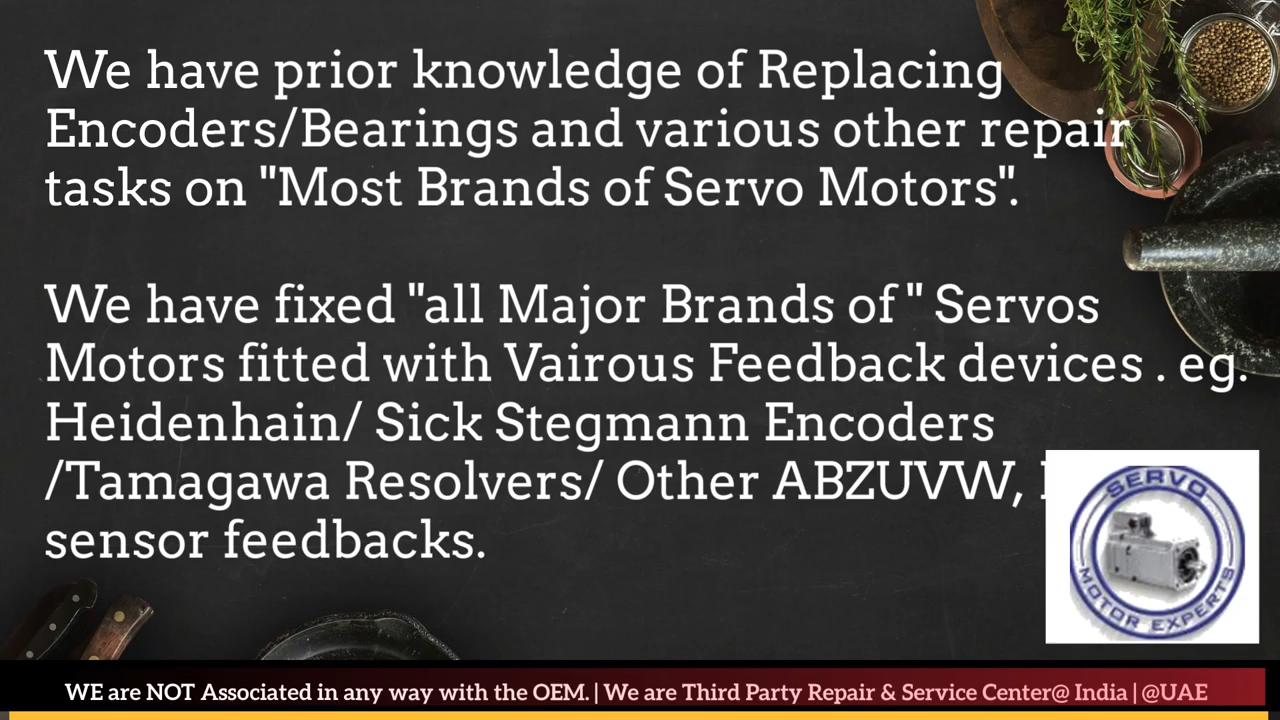 We have prior knowledge of Replacing
Encoders/Bearings and various other repair
tasks on "Most Brands of Servo Motors".
We have fixed "all Major Brands of " Servos
Motors fitted with Vairous Feedback devices . eg.
Heidenhain/ Sick Stegmann Encoders
/Tamagawa Resolvers/ Other ABZUVW,
sensor feedbacks.
SERVO
MOTOR EXPERTS
WE are NOT Associated in any way with the OEM. | We are Third Party Repair & Service Center@ India | @UAE